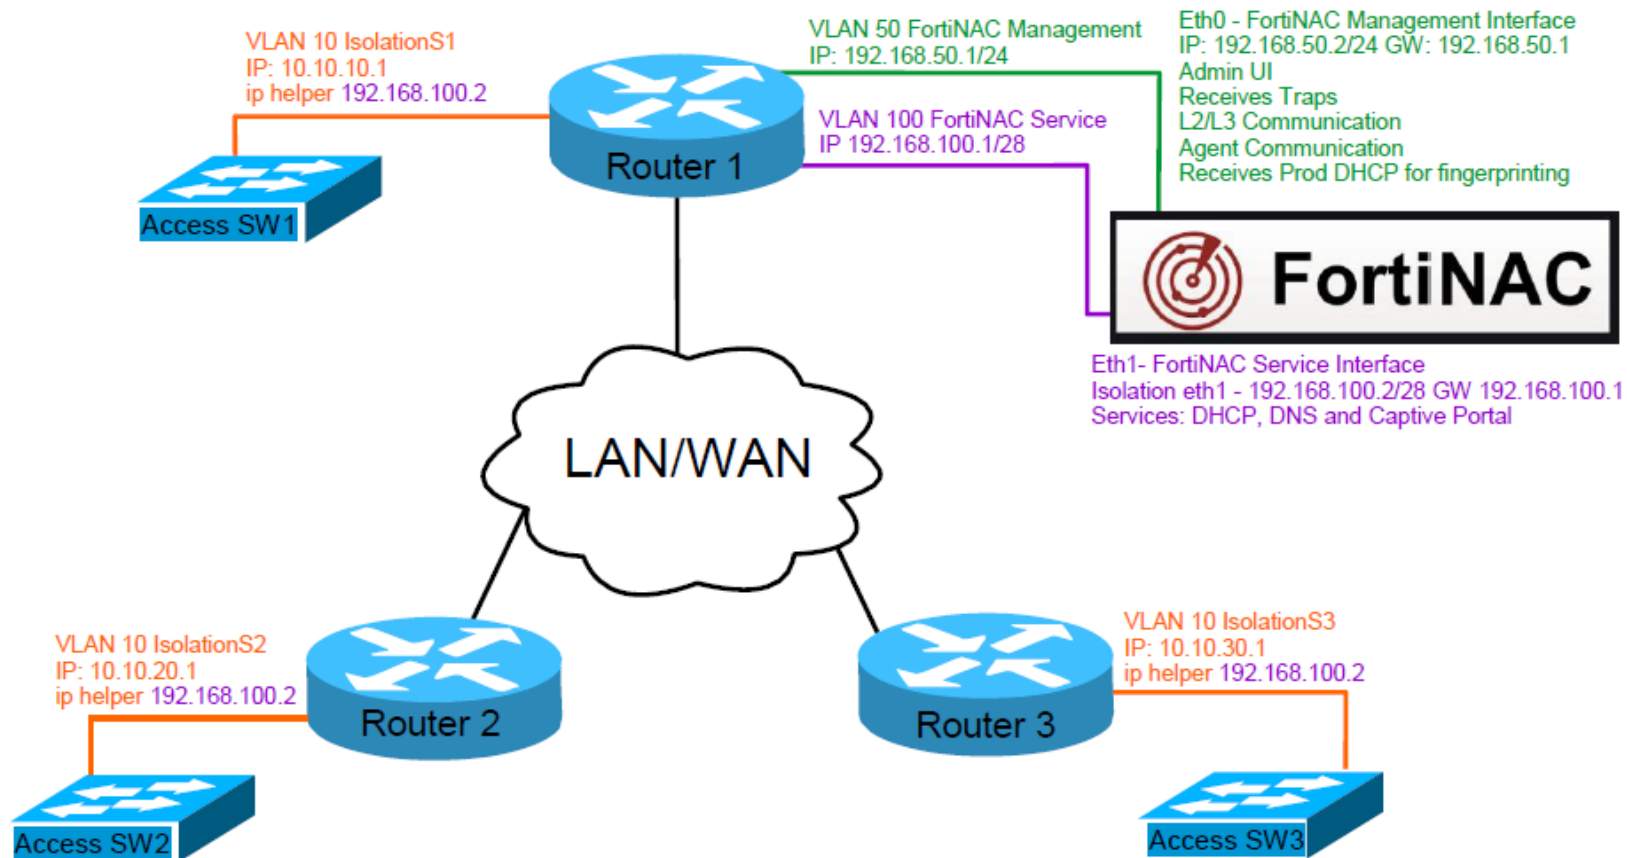 VLAN 10 IsolationS1
IP: 10.10.10.1
ip helper 192.168.100.2
VLAN 50 FortiNAC Management
IP: 192.168.50.1/24
Eth0 - FortiNAC Management Interface
IP: 192.168.50.2/24 GW: 192.168.50.1
Admin UI
Receives Traps
L2/L3 Communication
Agent Communication
Receives Prod DHCP for fingerprinting
VLAN 100 FortiNAC Service
IP 192.168.100.1/28
Router 1
Access SW1
FortiNAC
Eth1- FortiNAC Service Interface
Isolation eth1 - 192.168.100.2/28 GW 192.168.100.1
Services: DHCP, DNS and Captive Portal
LAN/WAN
VLAN 10 IsolationS2
IP: 10.10.20.1
ip helper 192.168.100.2
Router 2
Access SW2
VLAN 10 IsolationS3
IP: 10.10.30.1
ip helper 192.168.100.2
Router 3
Access SW3